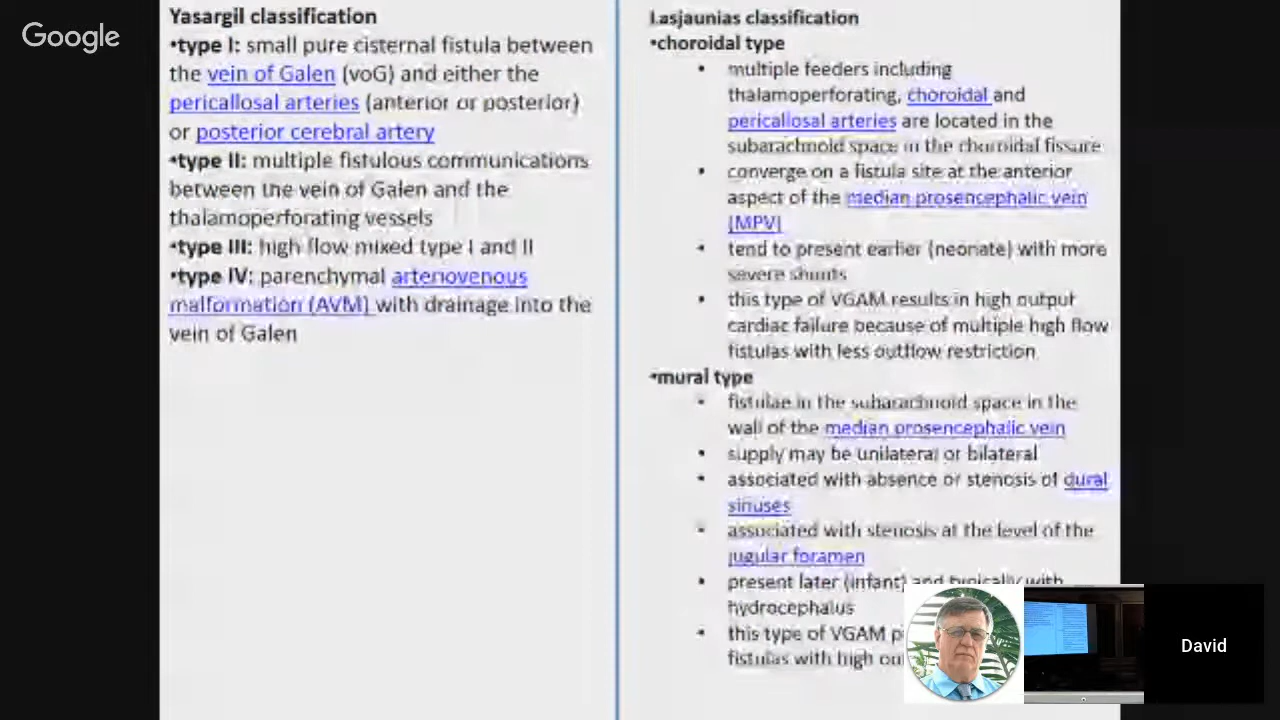 Google
Yasargil classification
•type I: small pure cisternal fistula between
the vein of Galen (voG) and either the
pericallosal arteries (anterior or posterior)
or posterior cerebral artery
•type II: multiple fistulous communications
between the vein of Galen and the
thalamoperforating vessels
•type III: high flow mixed type I and II
•type IV: parenchymal arteriovenous
malformation (AVM) with drainage into the
vein of Galen
Lasjaunias classification
•choroidal type
• multiple feeders including
thalamoperforating, choroidal and
pericallosal arteries are located in the
subarachnoid space in the choroidal fissure
• converge on a fistula site at the anterior
aspect of the median prosencephalic vein
(MPV)
• tend to present earlier (neonate) with more
severe shunts
• this type of VGAM results in high output
cardiac failure because of multiple high flow
fistulas with less outflow restriction
•mural type
• fistulae in the subarachnoid space in the
wall of the median prosencephalic vein
• supply may be unilateral or bilateral
• associated with absence or stenosis of dural
sinuses
• associated with stenosis at the level of the
jugular foramen
• present later (infant) and typically with
hydrocephalus
• this type of VGAM
fistulas with high
David